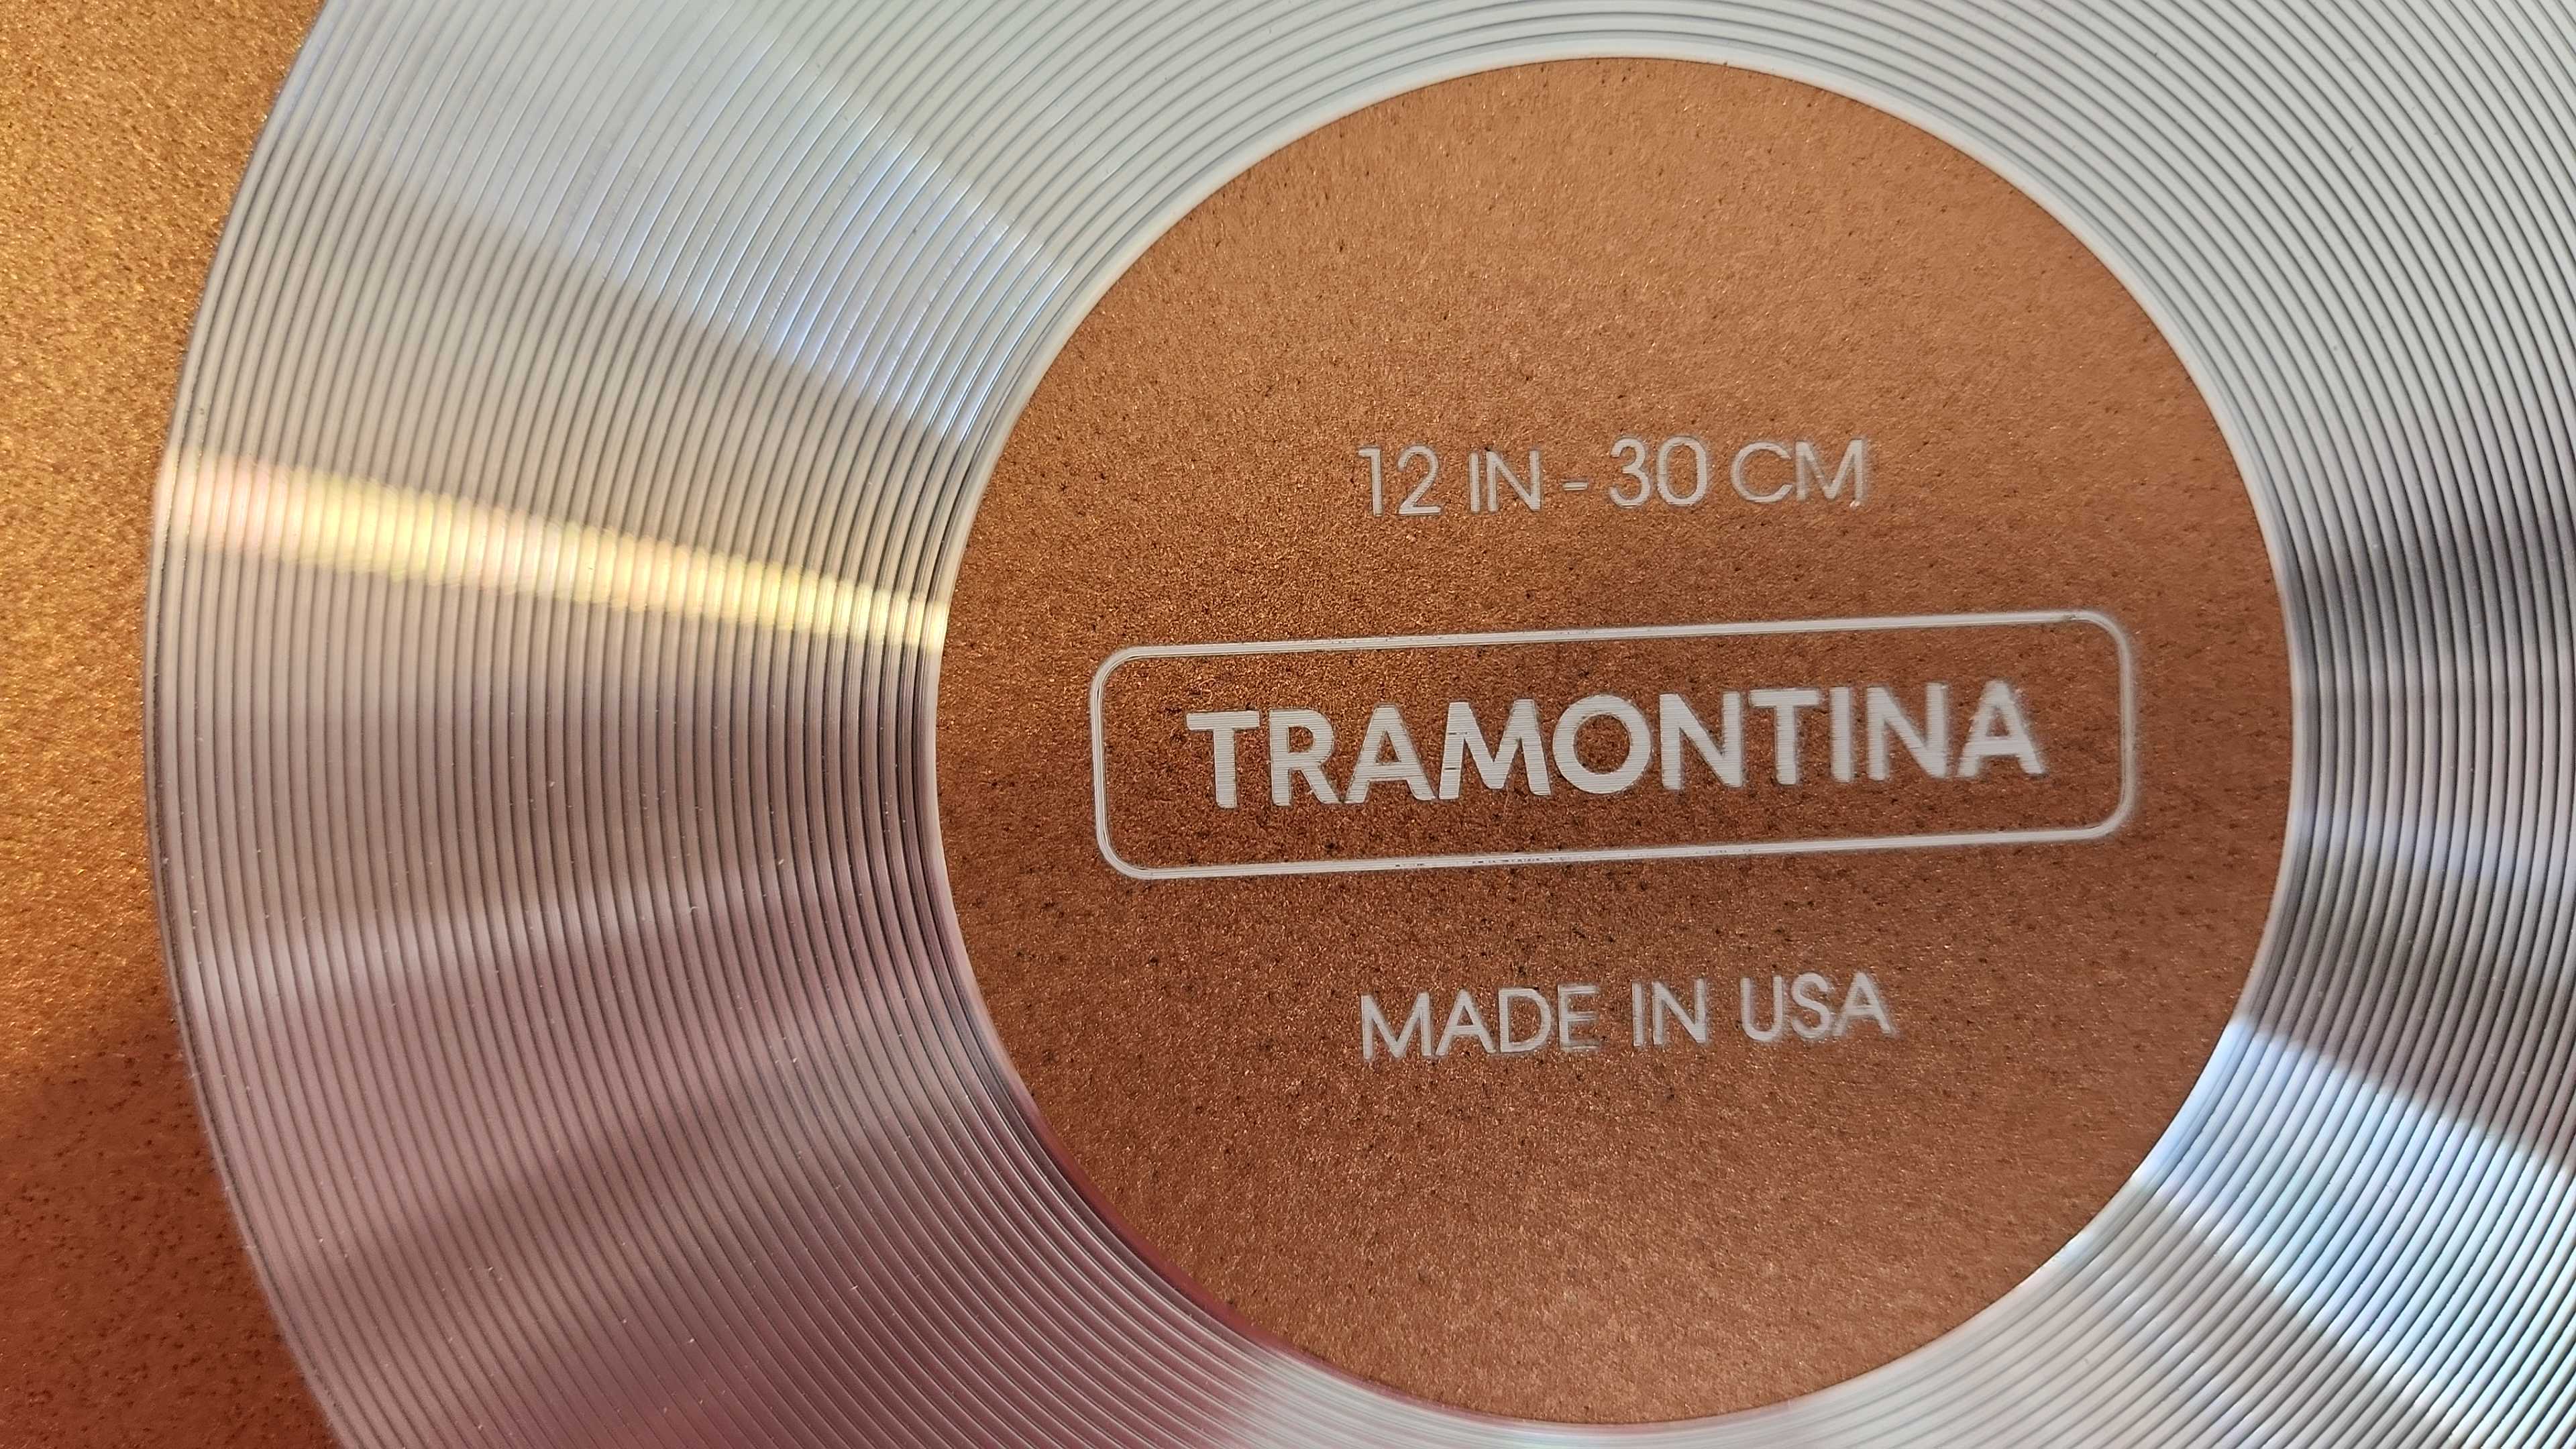 12 IN - 30 CM
TRAMONTINA
MADE IN USA